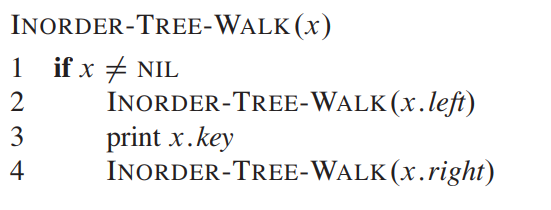 INORDER-TREE-WALK(x)
1 if x ≠ NIL
2 INORDER-TREE-WALK(x.left)
3 print x.key
4 INORDER-TREE-WALK(x.right)